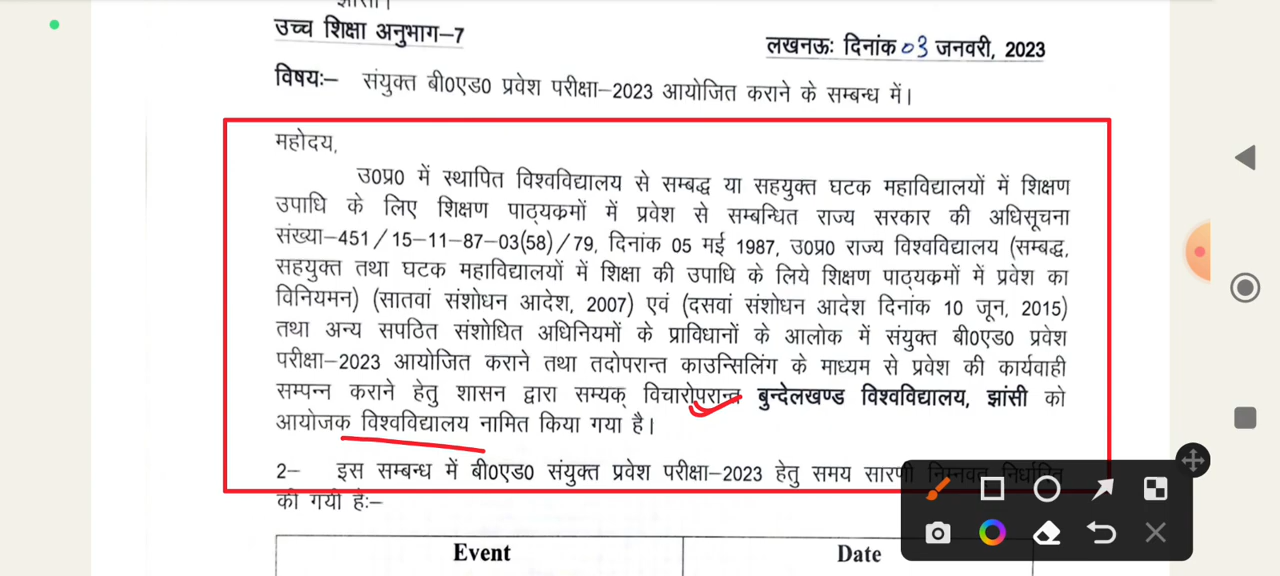 झांसी।
उच्च शिक्षा अनुभाग–7
लखनऊः दिनांक 03 जनवरी, 2023
विषयः– संयुक्त बी0एड0 प्रवेश परीक्षा–2023 आयोजित कराने के सम्बन्ध में।
महोदय,
उ0प्र0 में स्थापित विश्वविद्यालय से सम्बद्ध या सहयुक्त घटक महाविद्यालयों में शिक्षण
उपाधि के लिए शिक्षण पाठ्यकमों में प्रवेश से सम्बन्धित राज्य सरकार की अधिसूचना
संख्या–451/15–11–87–03(58)/79, दिनांक 05 मई 1987, उ0प्र0 राज्य विश्वविद्यालय (सम्बद्ध,
सहयुक्त तथा घटक महाविद्यालयों में शिक्षा की उपाधि के लिये शिक्षण पाठ्यकमों में प्रवेश का
विनियमन) (सातवां संशोधन आदेश, 2007) एवं (दसवां संशोधन आदेश दिनांक 10 जून, 2015)
तथा अन्य सपठित संशोधित अधिनियमों के प्राविधानों के आलोक में संयुक्त बी0एड0 प्रवेश
परीक्षा–2023 आयोजित कराने तथा तदोपरान्त काउन्सिलिंग के माध्यम से प्रवेश की कार्यवाही
सम्पन्न कराने हेतु शासन द्वारा सम्यक् विचारोपरान्त बुन्देलखण्ड विश्वविद्यालय, झांसी को
आयोजक विश्वविद्यालय नामित किया गया है।
2– इस सम्बन्ध में बी0एड0 संयुक्त प्रवेश परीक्षा–2023 हेतु समय सारणी निम्नवत निर्धारित
की गयी हैः–
Event Date